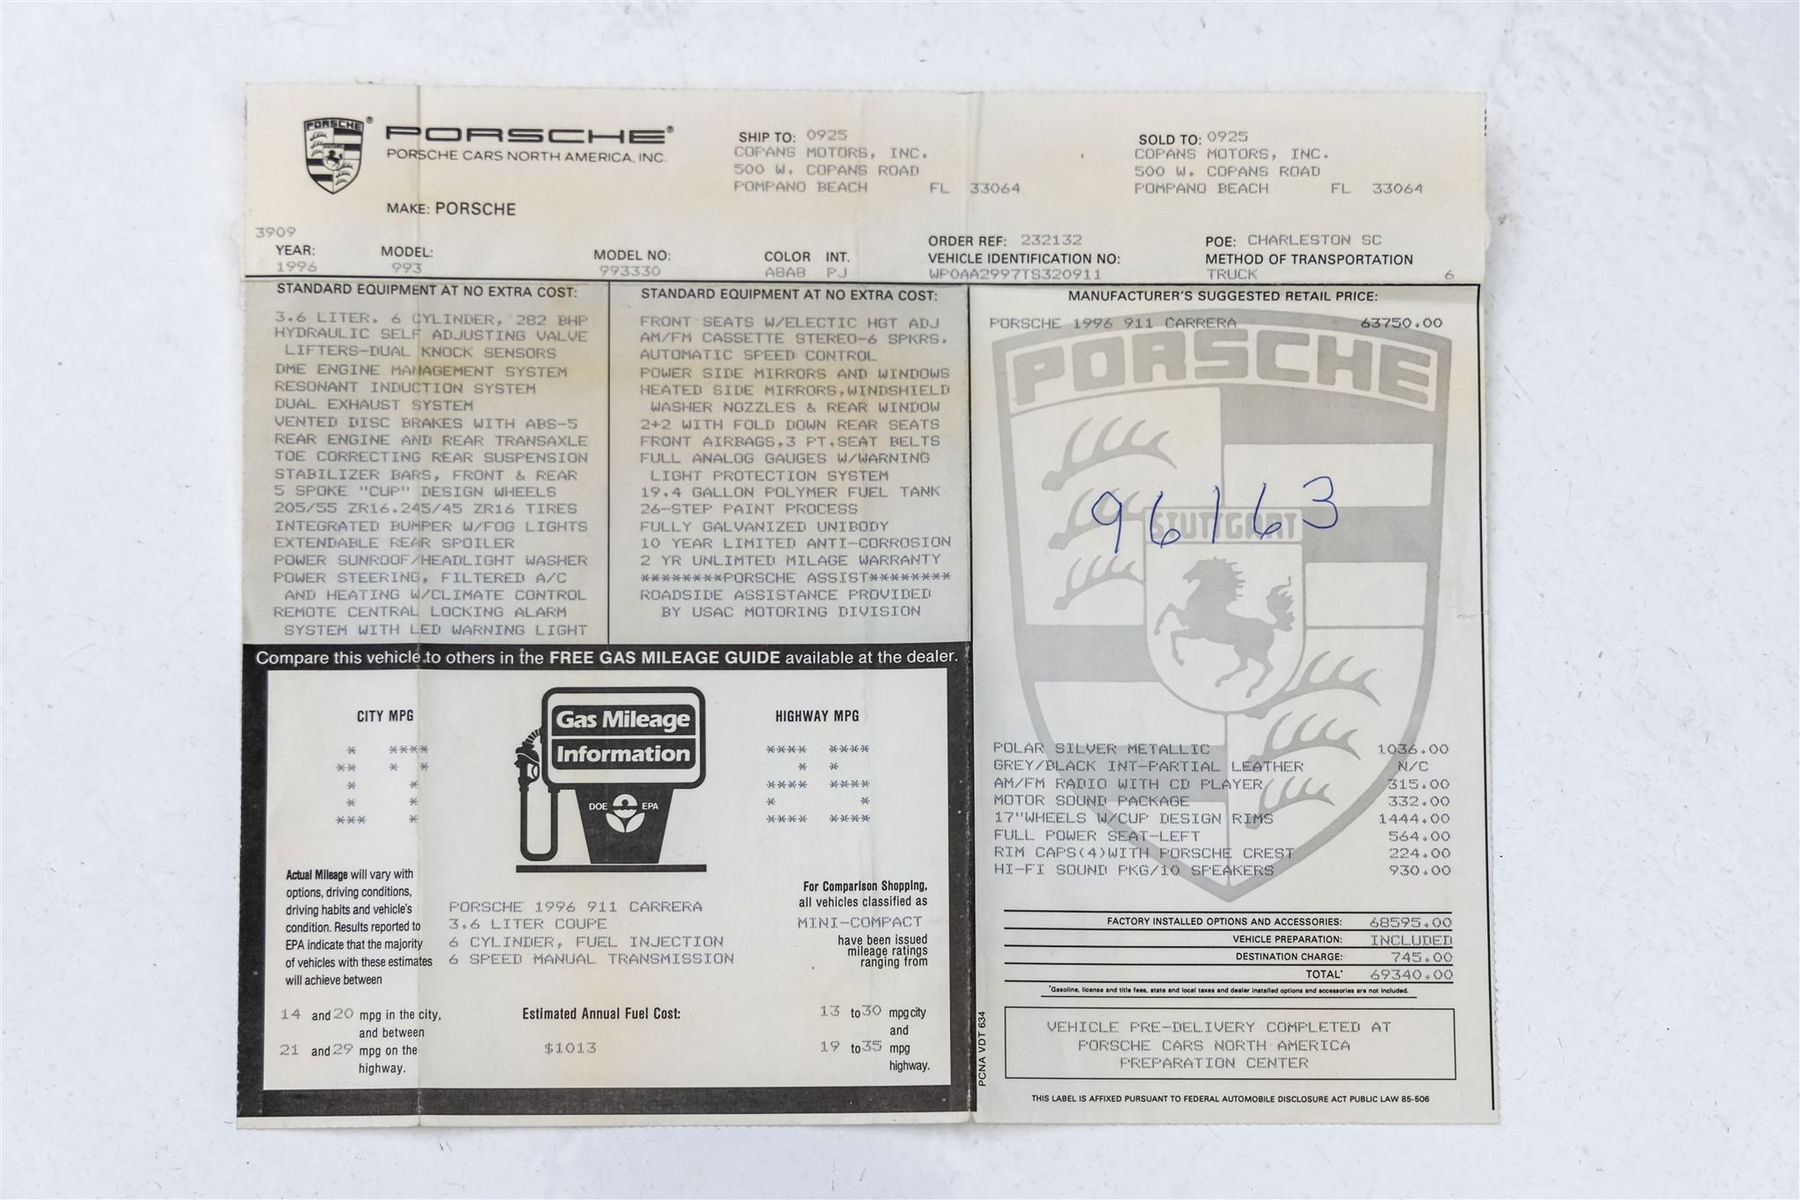 PORSCHE®
PORSCHE CARS NORTH AMERICA, INC.
MAKE: PORSCHE
SHIP TO: 0925
COPANS MOTORS, INC.
500 W. COPANS ROAD
POMPANO BEACH FL 33064
SOLD TO: 0925
COPANS MOTORS, INC.
500 W. COPANS ROAD
POMPANO BEACH FL 33064
3909
YEAR: MODEL: MODEL NO: COLOR INT.
1996 993 993330 A8A8 PJ
ORDER REF: 232132
VEHICLE IDENTIFICATION NO:
WP0AA2997TS320911
POE: CHARLESTON SC
METHOD OF TRANSPORTATION
TRUCK 6
STANDARD EQUIPMENT AT NO EXTRA COST:
3.6 LITER. 6 CYLINDER, 282 BHP
HYDRAULIC SELF ADJUSTING VALVE
LIFTERS-DUAL KNOCK SENSORS
DME ENGINE MANAGEMENT SYSTEM
RESONANT INDUCTION SYSTEM
DUAL EXHAUST SYSTEM
VENTED DISC BRAKES WITH ABS-5
REAR ENGINE AND REAR TRANSAXLE
TOE CORRECTING REAR SUSPENSION
STABILIZER BARS, FRONT & REAR
5 SPOKE "CUP" DESIGN WHEELS
205/55 ZR16.245/45 ZR16 TIRES
INTEGRATED BUMPER W/FOG LIGHTS
EXTENDABLE REAR SPOILER
POWER SUNROOF/HEADLIGHT WASHER
POWER STEERING, FILTERED A/C
AND HEATING W/CLIMATE CONTROL
REMOTE CENTRAL LOCKING ALARM
SYSTEM WITH LED WARNING LIGHT
STANDARD EQUIPMENT AT NO EXTRA COST:
FRONT SEATS W/ELECTIC HGT ADJ
AM/FM CASSETTE STEREO-6 SPKRS.
AUTOMATIC SPEED CONTROL
POWER SIDE MIRRORS AND WINDOWS
HEATED SIDE MIRRORS,WINDSHIELD
WASHER NOZZLES & REAR WINDOW
2+2 WITH FOLD DOWN REAR SEATS
FRONT AIRBAGS,3 PT.SEAT BELTS
FULL ANALOG GAUGES W/WARNING
LIGHT PROTECTION SYSTEM
19.4 GALLON POLYMER FUEL TANK
26-STEP PAINT PROCESS
FULLY GALVANIZED UNIBODY
10 YEAR LIMITED ANTI-CORROSION
2 YR UNLIMTED MILAGE WARRANTY
********PORSCHE ASSIST********
ROADSIDE ASSISTANCE PROVIDED
BY USAC MOTORING DIVISION
MANUFACTURER'S SUGGESTED RETAIL PRICE:
PORSCHE 1996 911 CARRERA 63750.00
PORSCHE
96163
STUTTGART
POLAR SILVER METALLIC 1036.00
GREY/BLACK INT-PARTIAL LEATHER N/C
AM/FM RADIO WITH CD PLAYER 315.00
MOTOR SOUND PACKAGE 332.00
17"WHEELS W/CUP DESIGN RIMS 1444.00
FULL POWER SEAT-LEFT 564.00
RIM CAPS(4)WITH PORSCHE CREST 224.00
HI-FI SOUND PKG/10 SPEAKERS 930.00
FACTORY INSTALLED OPTIONS AND ACCESSORIES: 68595.00
VEHICLE PREPARATION: INCLUDED
DESTINATION CHARGE: 745.00
TOTAL* 69340.00
*Gasoline, license and title fees, state and local taxes and dealer installed options and accessories are not included.
VEHICLE PRE-DELIVERY COMPLETED AT
PORSCHE CARS NORTH AMERICA
PREPARATION CENTER
PCNA VDT 634
THIS LABEL IS AFFIXED PURSUANT TO FEDERAL AUTOMOBILE DISCLOSURE ACT PUBLIC LAW 85-506
Compare this vehicle to others in the FREE GAS MILEAGE GUIDE available at the dealer.
CITY MPG
17
Gas Mileage
Information
DOE EPA
HIGHWAY MPG
25
Actual Mileage will vary with
options, driving conditions,
driving habits and vehicle's
condition. Results reported to
EPA indicate that the majority
of vehicles with these estimates
will achieve between
14 and 20 mpg in the city,
and between
21 and 29 mpg on the
highway.
PORSCHE 1996 911 CARRERA
3.6 LITER COUPE
6 CYLINDER, FUEL INJECTION
6 SPEED MANUAL TRANSMISSION
Estimated Annual Fuel Cost:
$1013
For Comparison Shopping,
all vehicles classified as
MINI-COMPACT
have been issued
mileage ratings
ranging from
13 to 30 mpg city
and
19 to 35 mpg
highway.